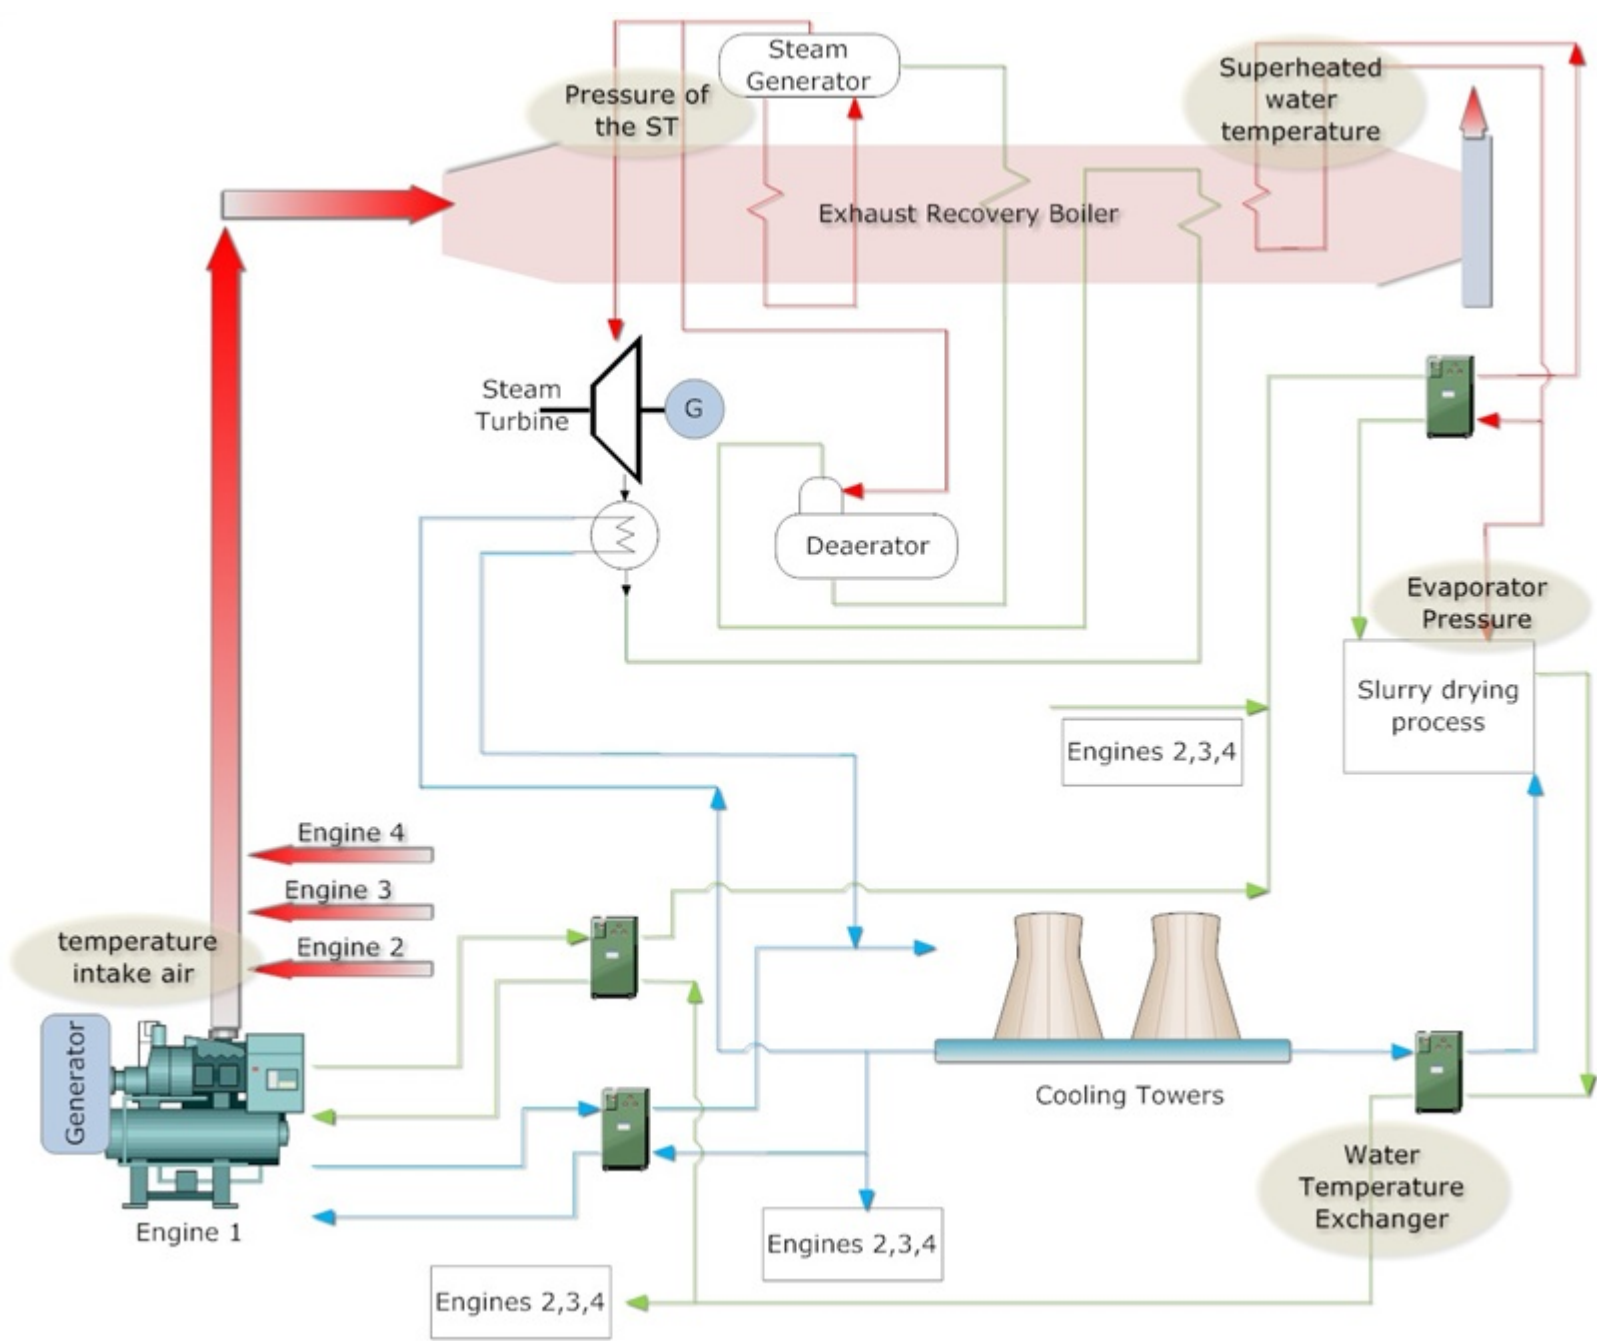 Steam
Generator
Pressure of
the ST
Superheated
water
temperature
Exhaust Recovery Boiler
Steam
Turbine
G
Deaerator
Evaporator
Pressure
Slurry drying
process
Engines 2,3,4
Engine 4
Engine 3
Engine 2
temperature
intake air
Generator
Engine 1
Cooling Towers
Water
Temperature
Exchanger
Engines 2,3,4
Engines 2,3,4